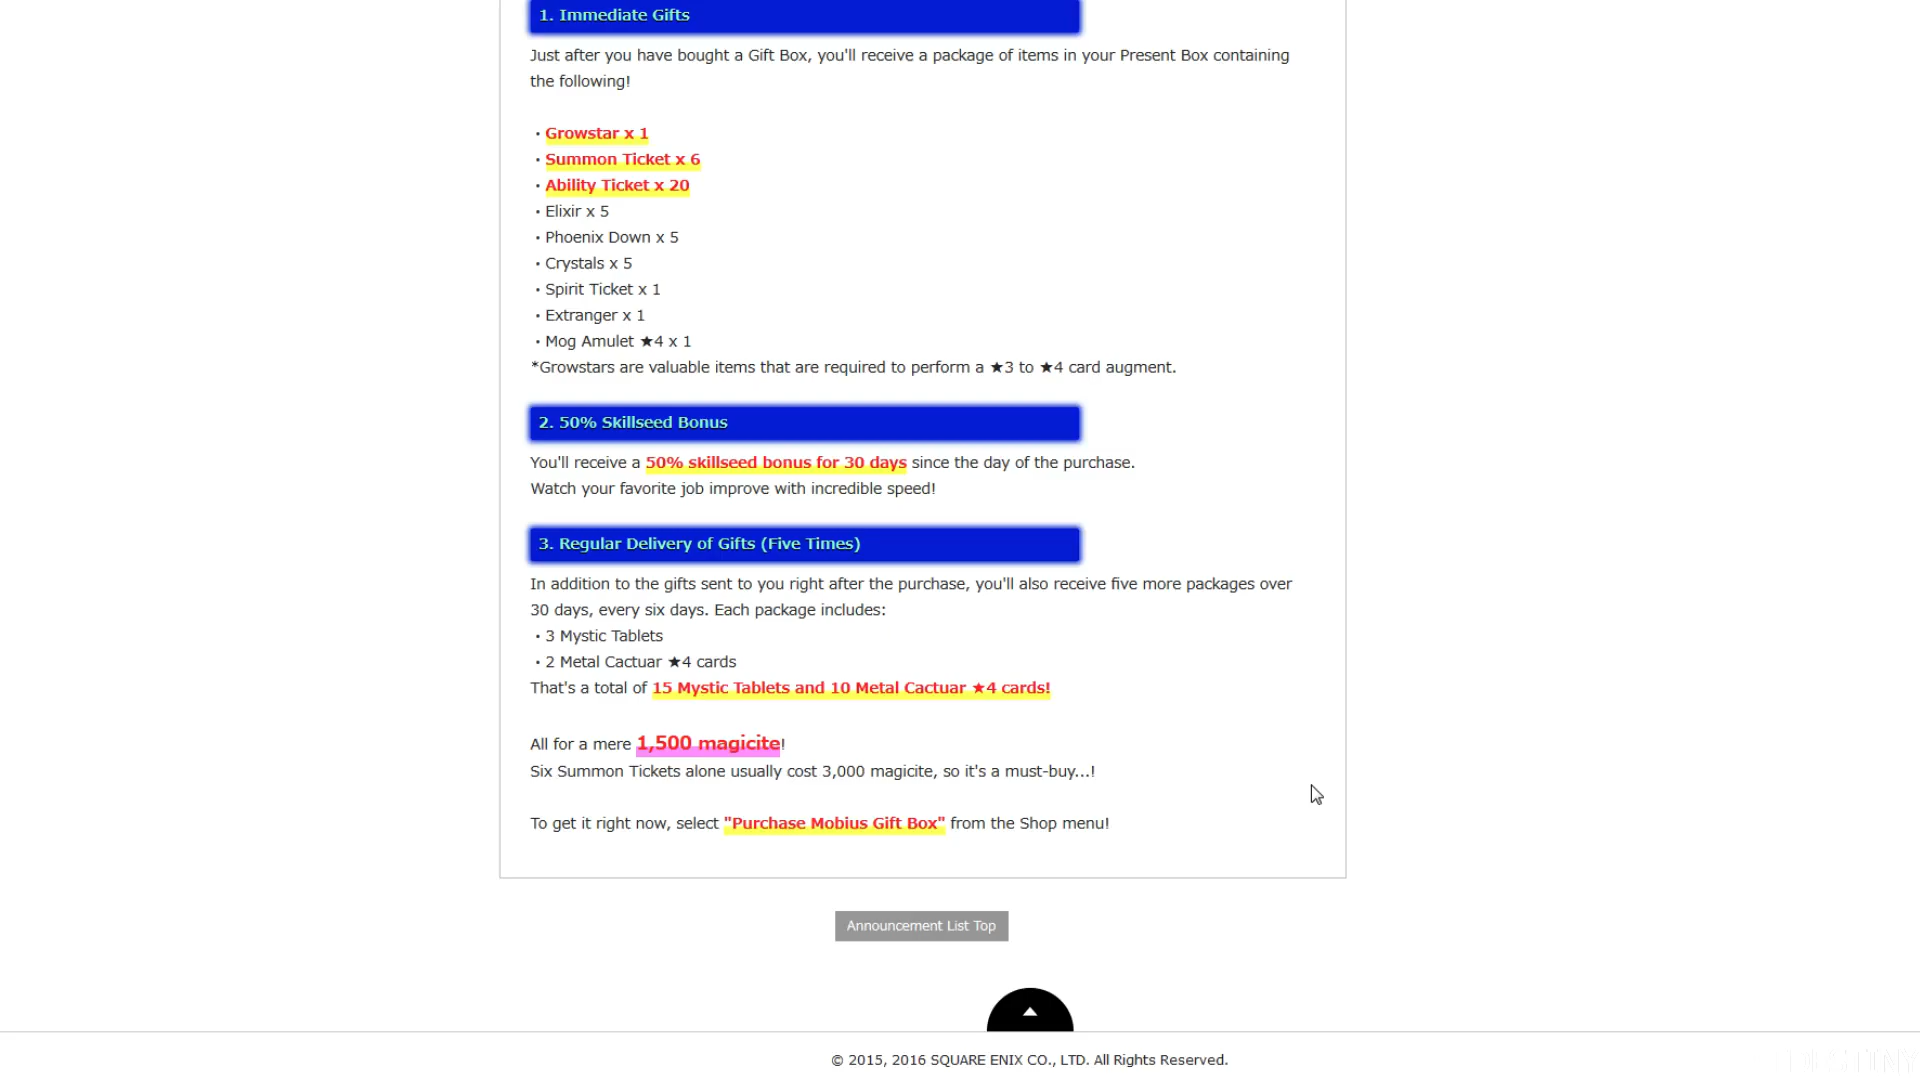 1. Immediate Gifts
Just after you have bought a Gift Box, you'll receive a package of items in your Present Box containing
the following!
・Growstar x 1
・Summon Ticket x 6
・Ability Ticket x 20
・Elixir x 5
・Phoenix Down x 5
・Crystals x 5
・Spirit Ticket x 1
・Extranger x 1
・Mog Amulet ★4 x 1
*Growstars are valuable items that are required to perform a ★3 to ★4 card augment.
2. 50% Skillseed Bonus
You'll receive a 50% skillseed bonus for 30 days since the day of the purchase.
Watch your favorite job improve with incredible speed!
3. Regular Delivery of Gifts (Five Times)
In addition to the gifts sent to you right after the purchase, you'll also receive five more packages over
30 days, every six days. Each package includes:
・3 Mystic Tablets
・2 Metal Cactuar ★4 cards
That's a total of 15 Mystic Tablets and 10 Metal Cactuar ★4 cards!
All for a mere 1,500 magicite!
Six Summon Tickets alone usually cost 3,000 magicite, so it's a must-buy...!
To get it right now, select "Purchase Mobius Gift Box" from the Shop menu!
Announcement List Top
© 2015, 2016 SQUARE ENIX CO., LTD. All Rights Reserved.